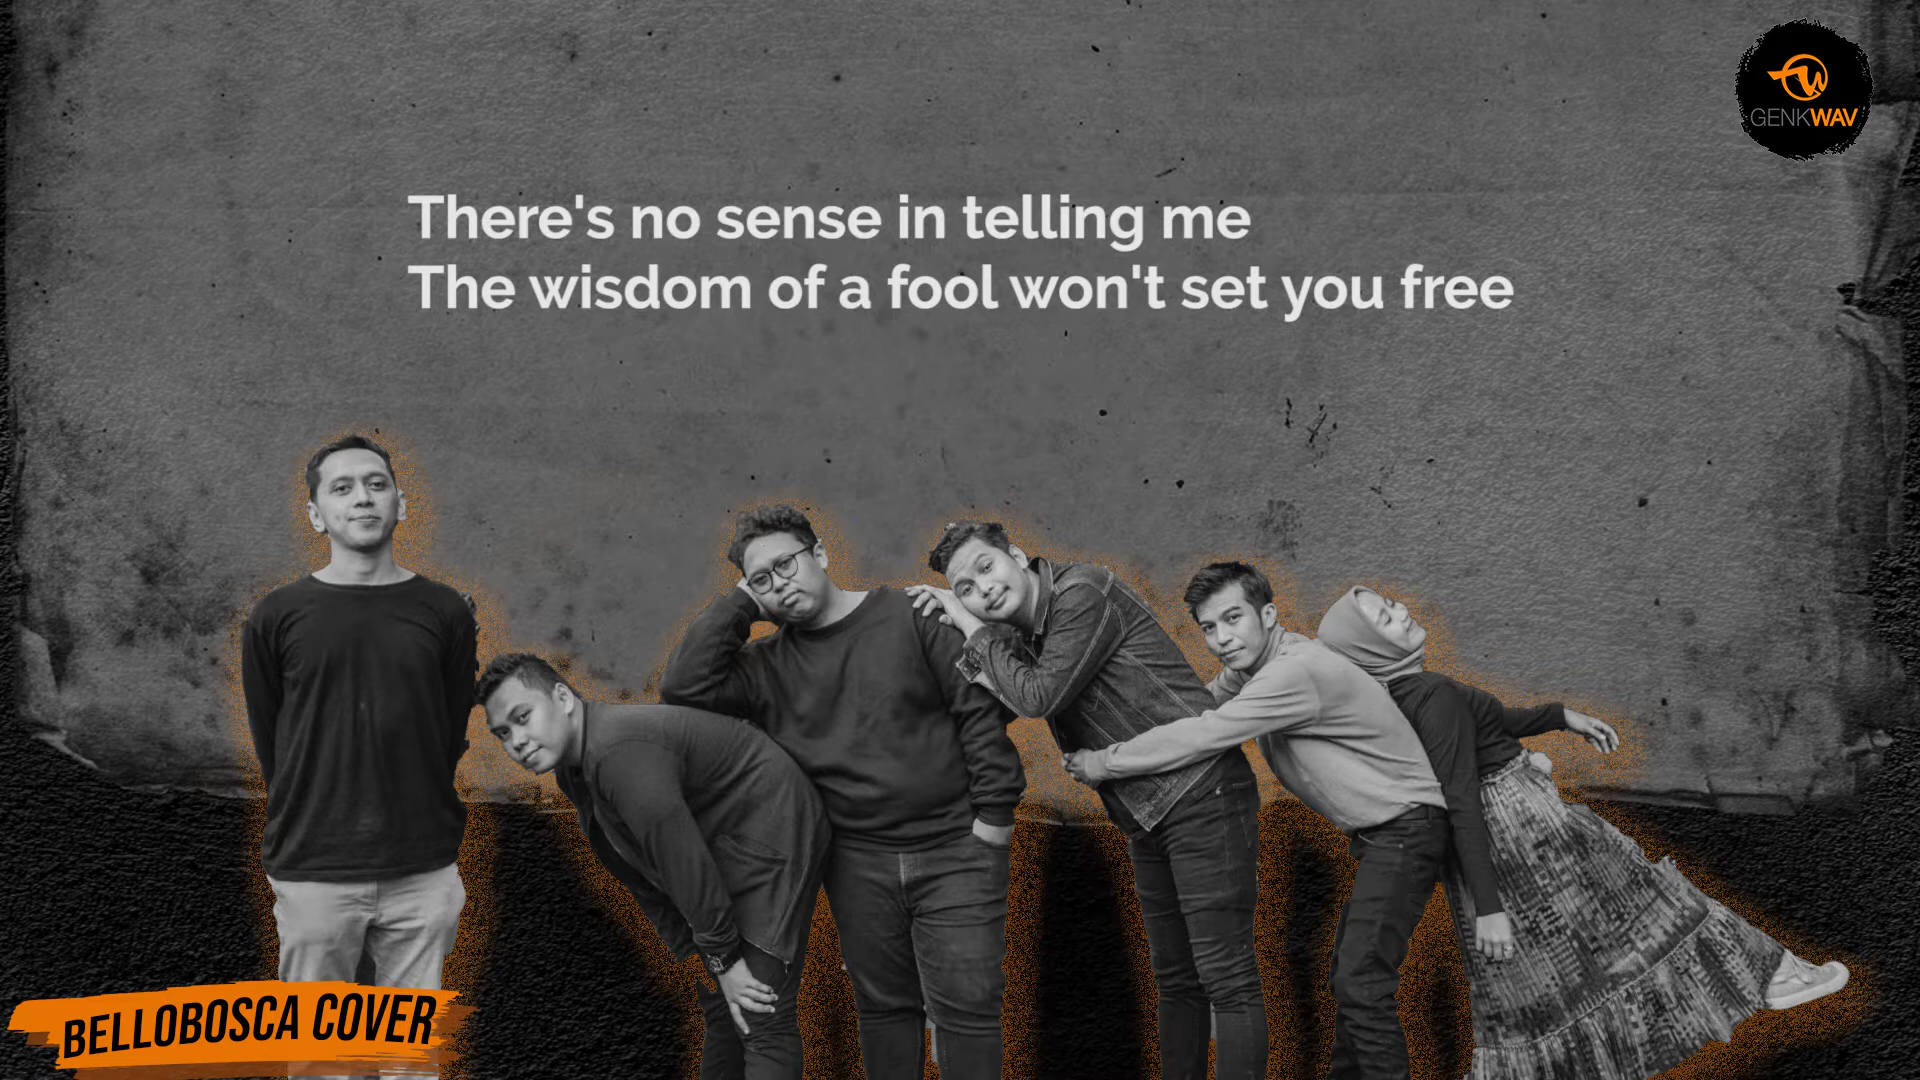 GENKWAV
There's no sense in telling me
The wisdom of a fool won't set you free
BELLOBOSCA COVER